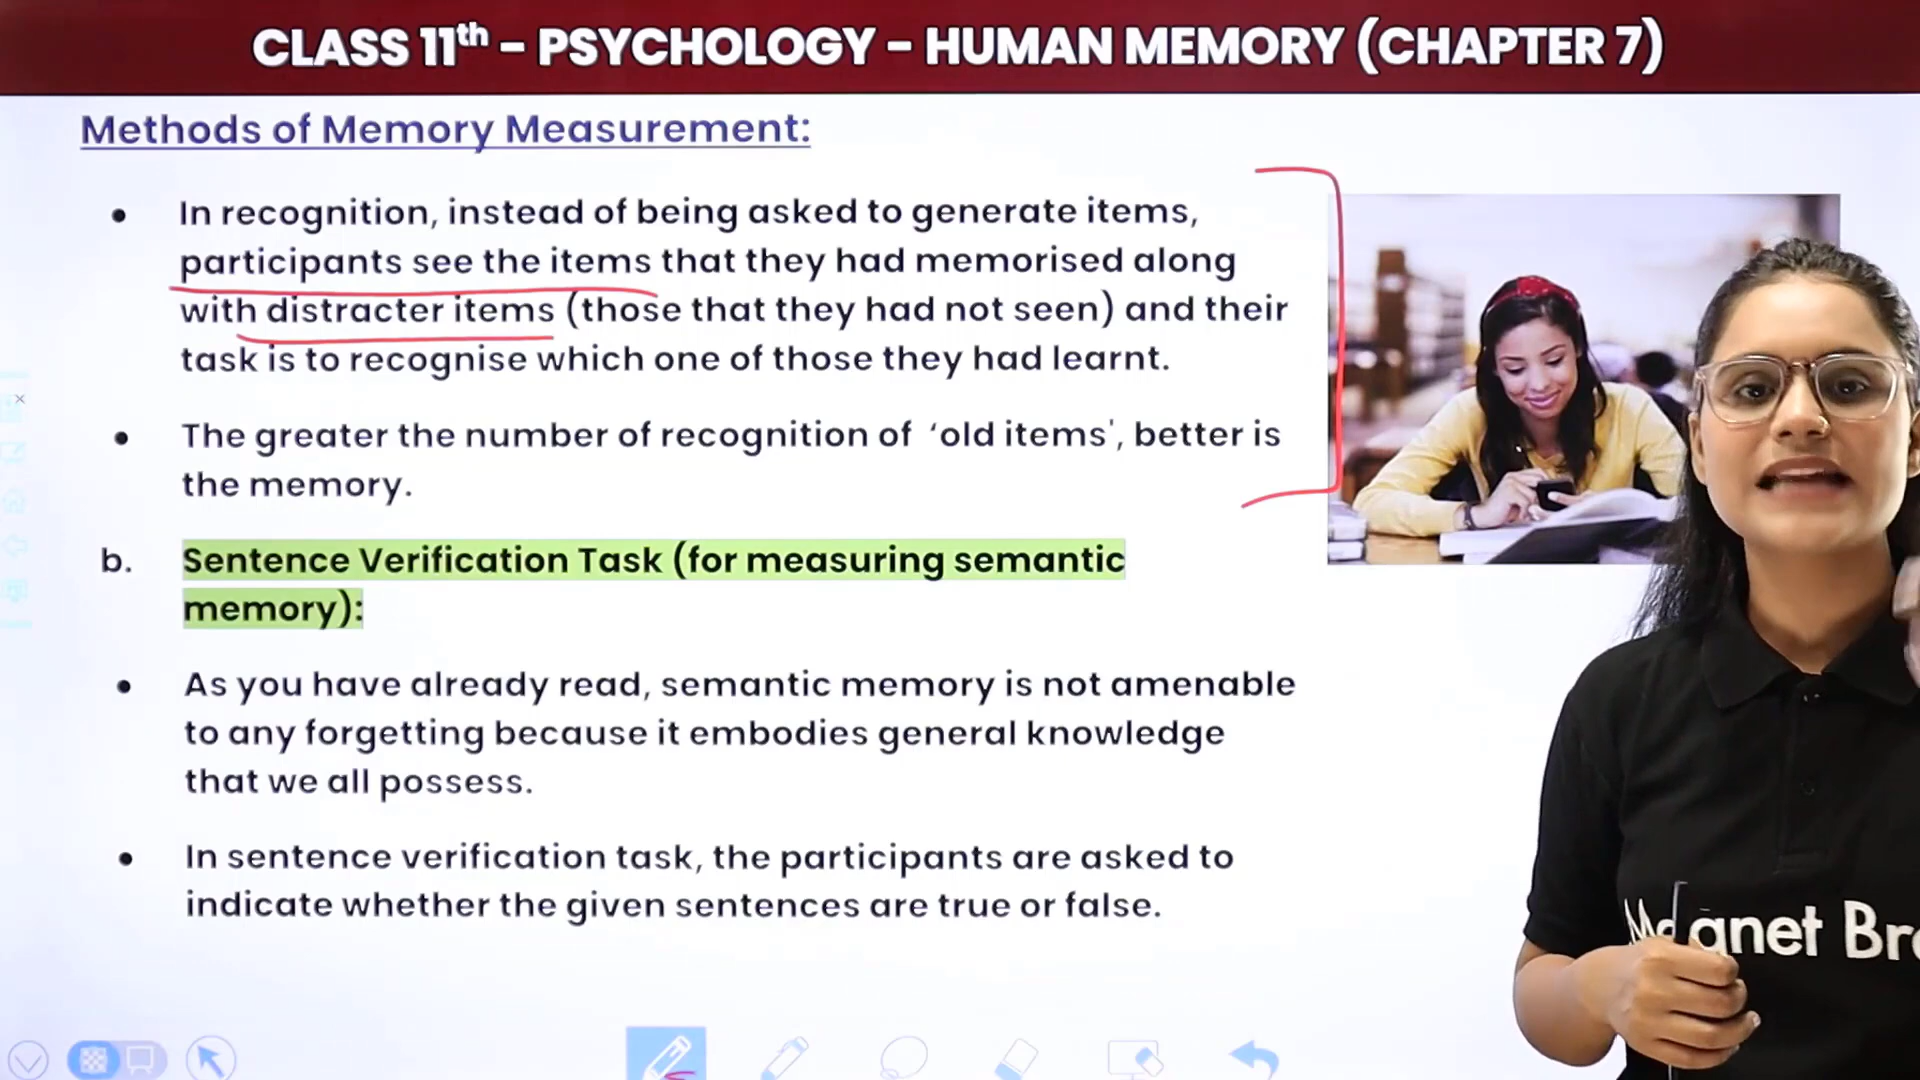 CLASS 11th - PSYCHOLOGY - HUMAN MEMORY (CHAPTER 7)
Methods of Memory Measurement:
• In recognition, instead of being asked to generate items,
participants see the items that they had memorised along
with distracter items (those that they had not seen) and their
task is to recognise which one of those they had learnt.
• The greater the number of recognition of ‘old items', better is
the memory.
b. Sentence Verification Task (for measuring semantic
memory):
• As you have already read, semantic memory is not amenable
to any forgetting because it embodies general knowledge
that we all possess.
• In sentence verification task, the participants are asked to
indicate whether the given sentences are true or false.